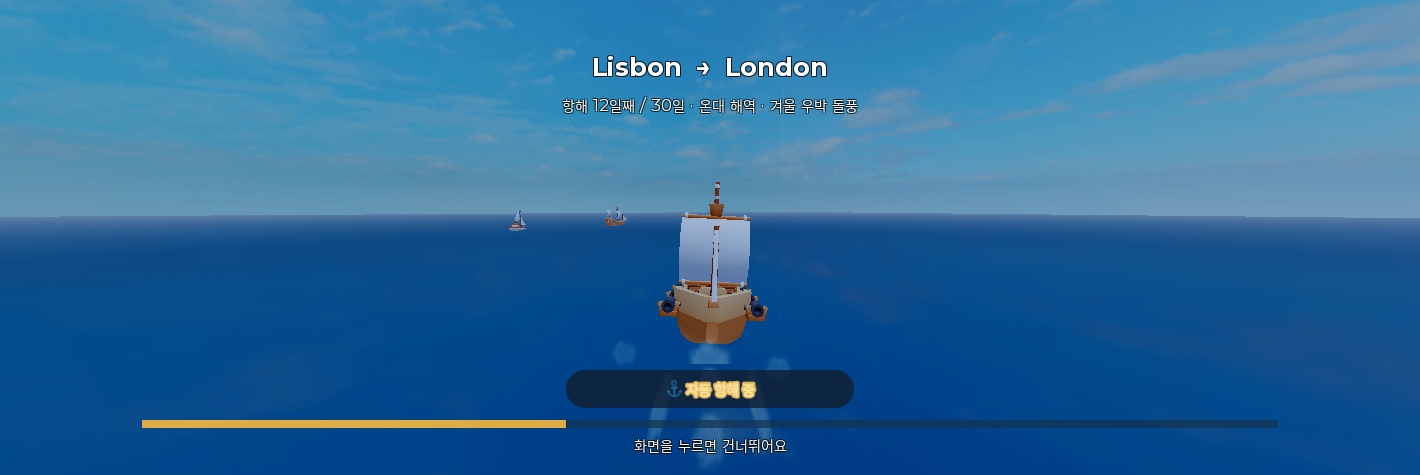 Lisbon → London
항해 12일째 / 30일 · 온대 해역 · 겨울 우박 돌풍
⚓ 자동 항해 중
화면을 누르면 건너뛰어요